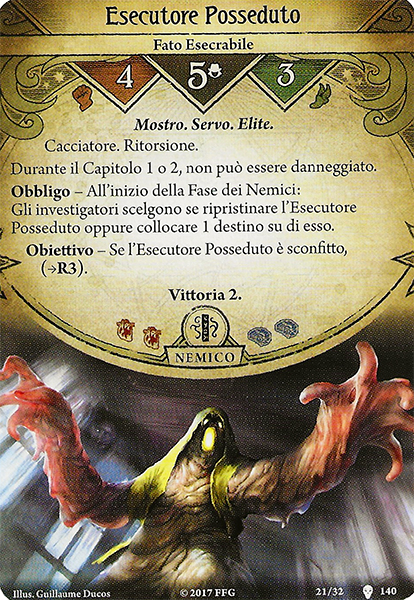 Esecutore Posseduto
Fato Esecrabile
4 5 3
Mostro. Servo. Elite.
Cacciatore. Ritorsione.
Durante il Capitolo 1 o 2, non può essere danneggiato.
Obbligo – All'inizio della Fase dei Nemici:
Gli investigatori scelgono se ripristinare l'Esecutore
Posseduto oppure collocare 1 destino su di esso.
Obiettivo – Se l'Esecutore Posseduto è sconfitto,
(→R3).
Vittoria 2.
NEMICO
Illus. Guillaume Ducos
© 2017 FFG
21/32
140